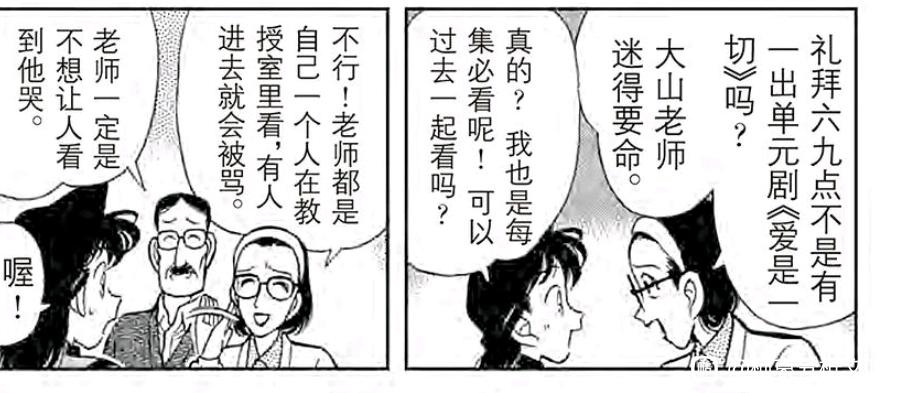 礼拜六九点不是有
一出单元剧《爱是一
切》吗？
大山老师
迷得要命。
真的？ 我也是每
集必看呢！可以
过去一起看吗？
不行！老师都是
自己一个人在教
授室里看，有人
进去就会被骂。
老师一定是
不想让人看
到他哭。
喔！